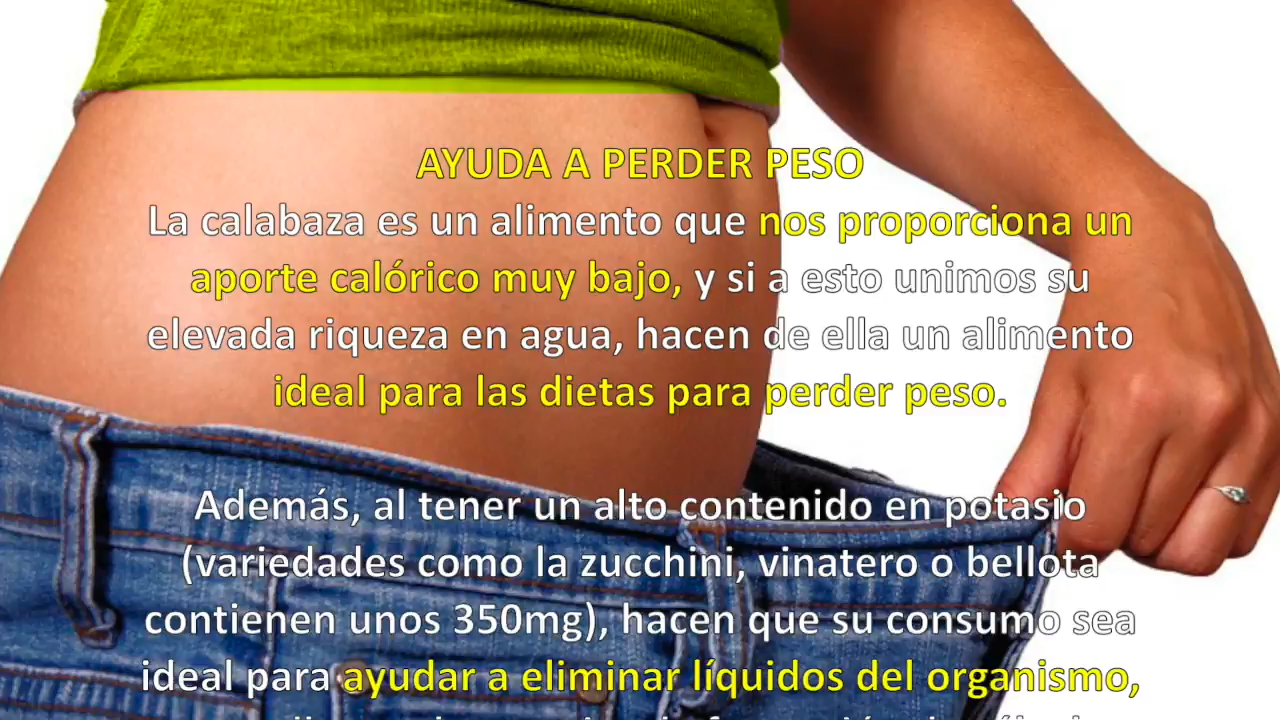 AYUDA A PERDER PESO
La calabaza es un alimento que nos proporciona un
aporte calórico muy bajo, y si a esto unimos su
elevada riqueza en agua, hacen de ella un alimento
ideal para las dietas para perder peso.
Además, al tener un alto contenido en potasio
(variedades como la zucchini, vinatero o bellota
contienen unos 350mg), hacen que su consumo sea
ideal para ayudar a eliminar líquidos del organismo,